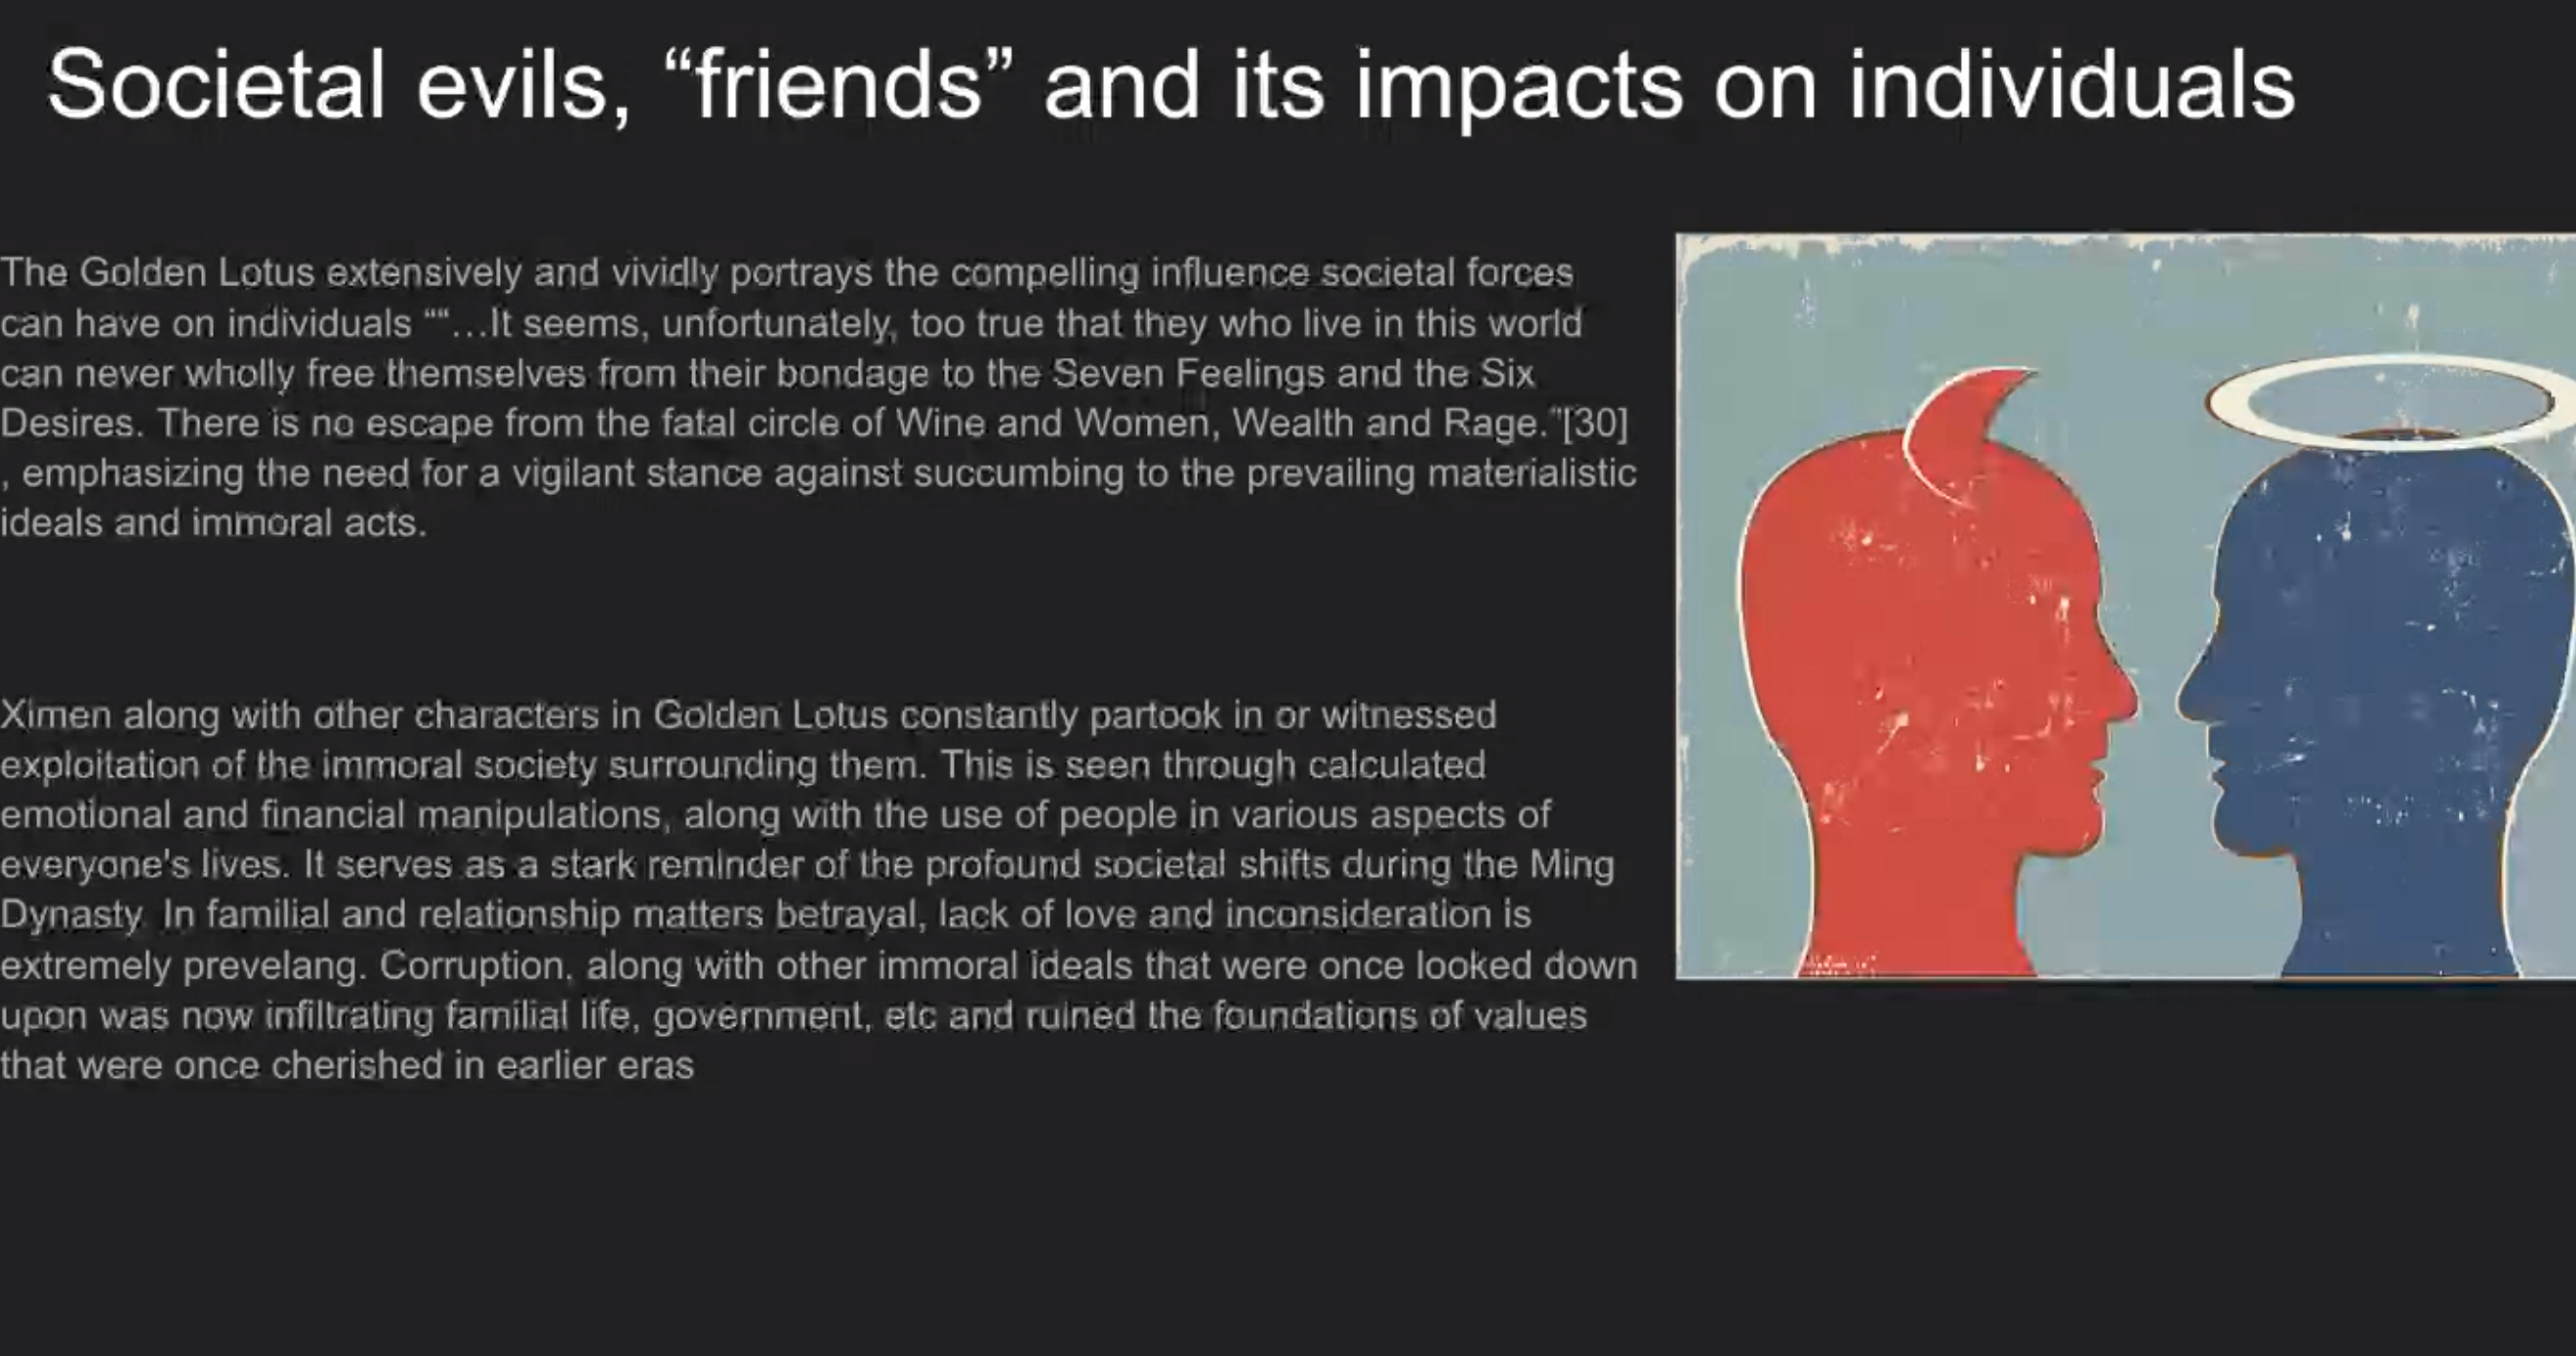 Societal evils, “friends” and its impacts on individuals
The Golden Lotus extensively and vividly portrays the compelling influence societal forces
can have on individuals ““…It seems, unfortunately, too true that they who live in this world
can never wholly free themselves from their bondage to the Seven Feelings and the Six
Desires. There is no escape from the fatal circle of Wine and Women, Wealth and Rage.”[30]
, emphasizing the need for a vigilant stance against succumbing to the prevailing materialistic
ideals and immoral acts.
Ximen along with other characters in Golden Lotus constantly partook in or witnessed
exploitation of the immoral society surrounding them. This is seen through calculated
emotional and financial manipulations, along with the use of people in various aspects of
everyone's lives. It serves as a stark reminder of the profound societal shifts during the Ming
Dynasty. In familial and relationship matters betrayal, lack of love and inconsideration is
extremely prevelang. Corruption, along with other immoral ideals that were once looked down
upon was now infiltrating familial life, government, etc and ruined the foundations of values
that were once cherished in earlier eras